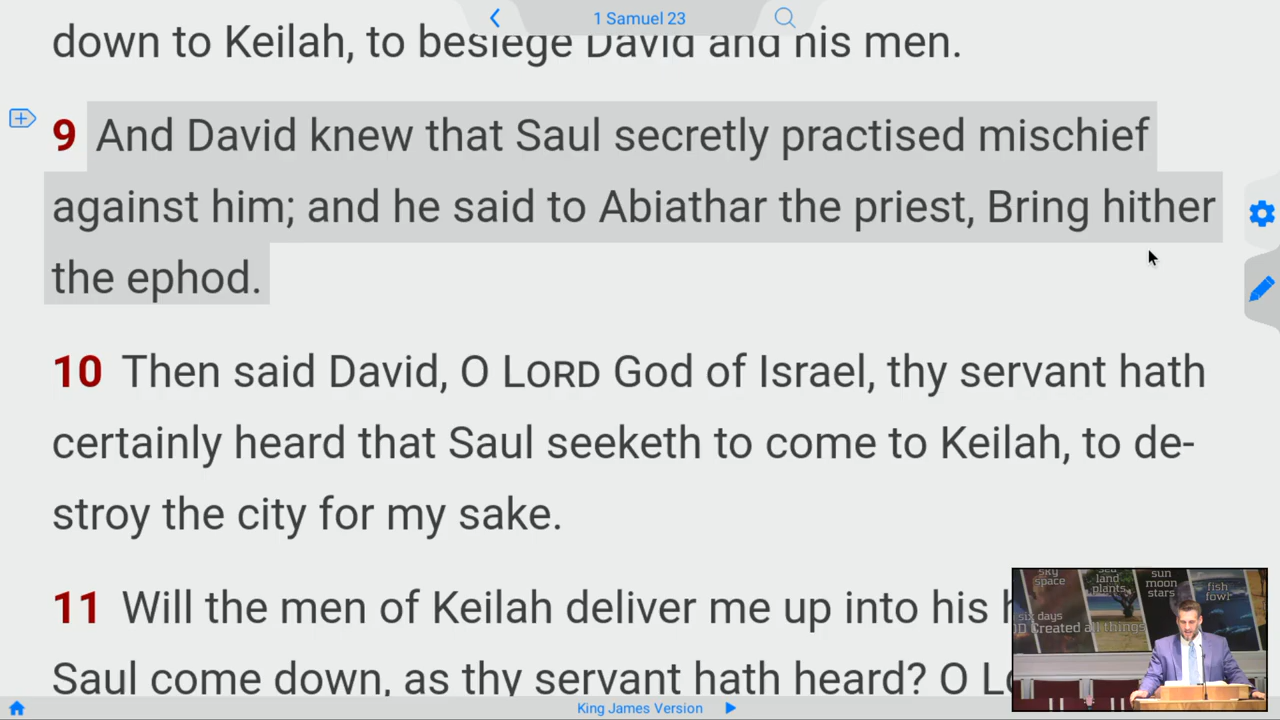 1 Samuel 23
down to Keilah, to besiege David and his men.
9 And David knew that Saul secretly practised mischief
against him; and he said to Abiathar the priest, Bring hither
the ephod.
10 Then said David, O LORD God of Israel, thy servant hath
certainly heard that Saul seeketh to come to Keilah, to de-
stroy the city for my sake.
11 Will the men of Keilah deliver me up into his
Saul come down, as thy servant hath heard? O
sky
space
land
plants
sun
moon
stars
fish
fowl
six days
Created all things
King James Version